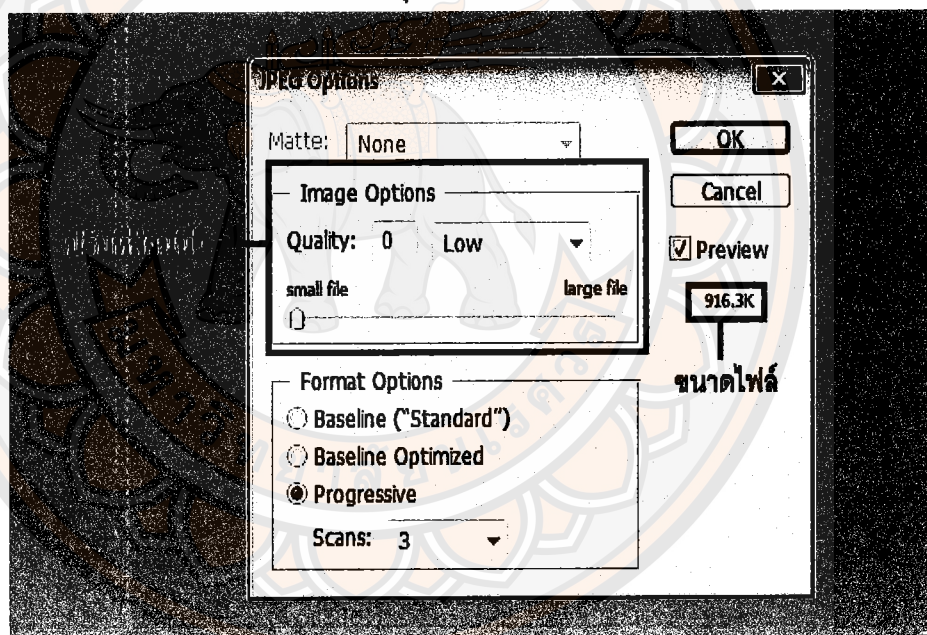 JPEG Options
Matte: None
OK
Image Options
Cancel
Quality: 0 Low
Preview
small file large file
916.3K
ขนาดไฟล์
Format Options
Baseline ("Standard")
Baseline Optimized
Progressive
Scans: 3